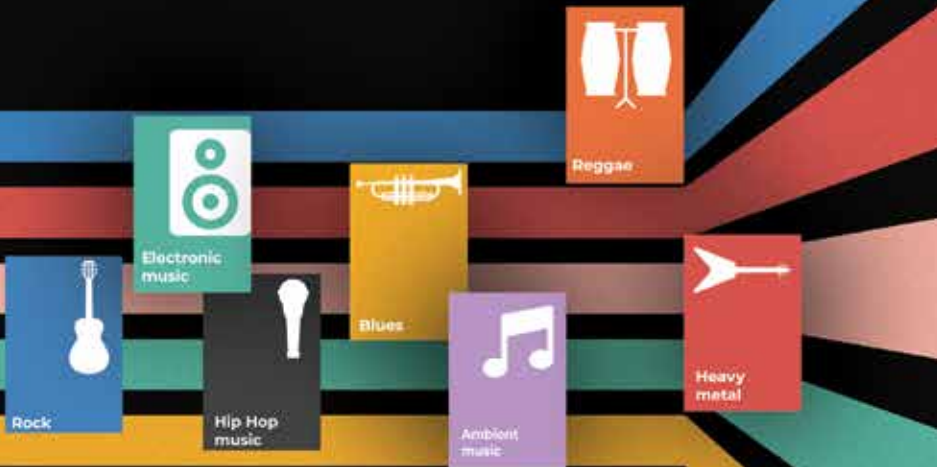 Reggae
Electronic
music
Blues
Heavy
metal
Rock
Hip Hop
music
Ambient
music